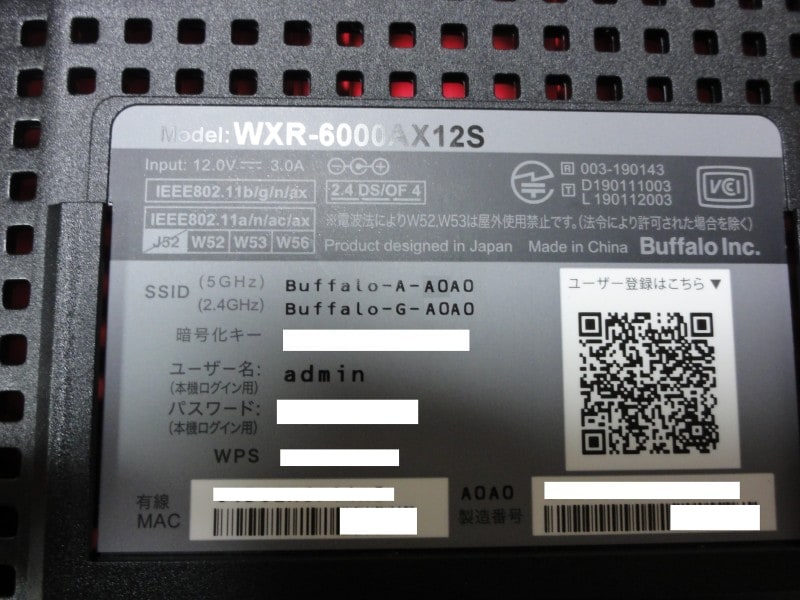 Model: WXR-6000AX12S
Input: 12.0V 3.0A
IEEE802.11b/g/n/ax 2.4 DS/OF 4
R 003-190143
T D190111003
L 190112003
VCCI
IEEE802.11a/n/ac/ax
※電波法によりW52,W53は屋外使用禁止です。(法令により許可された場合を除く)
J52 W52 W53 W56
Product designed in Japan Made in China Buffalo Inc.
SSID (5GHz) Buffalo-A-A0A0
(2.4GHz) Buffalo-G-A0A0
暗号化キー
ユーザー名: admin
(本機ログイン用)
パスワード:
(本機ログイン用)
WPS
ユーザー登録はこちら▼
有線
MAC
A0A0
製造番号